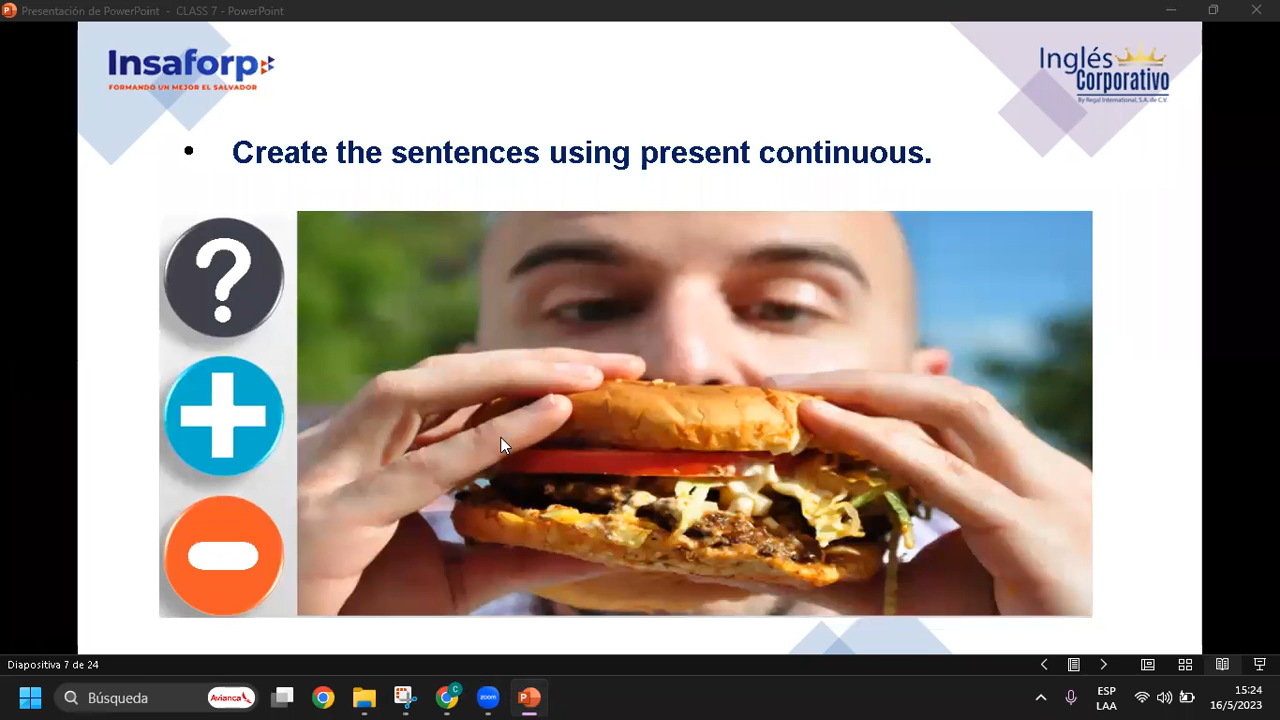 Presentación de PowerPoint - CLASS 7 - PowerPoint
Insaforp
FORMANDO UN MEJOR EL SALVADOR
Inglés
Corporativo
By Regal International, S.A. de C.V.
• Create the sentences using present continuous.
?
Diapositiva 7 de 24
Búsqueda
Avianca
C
zoom
P
ESP
LAA
15:24
16/5/2023